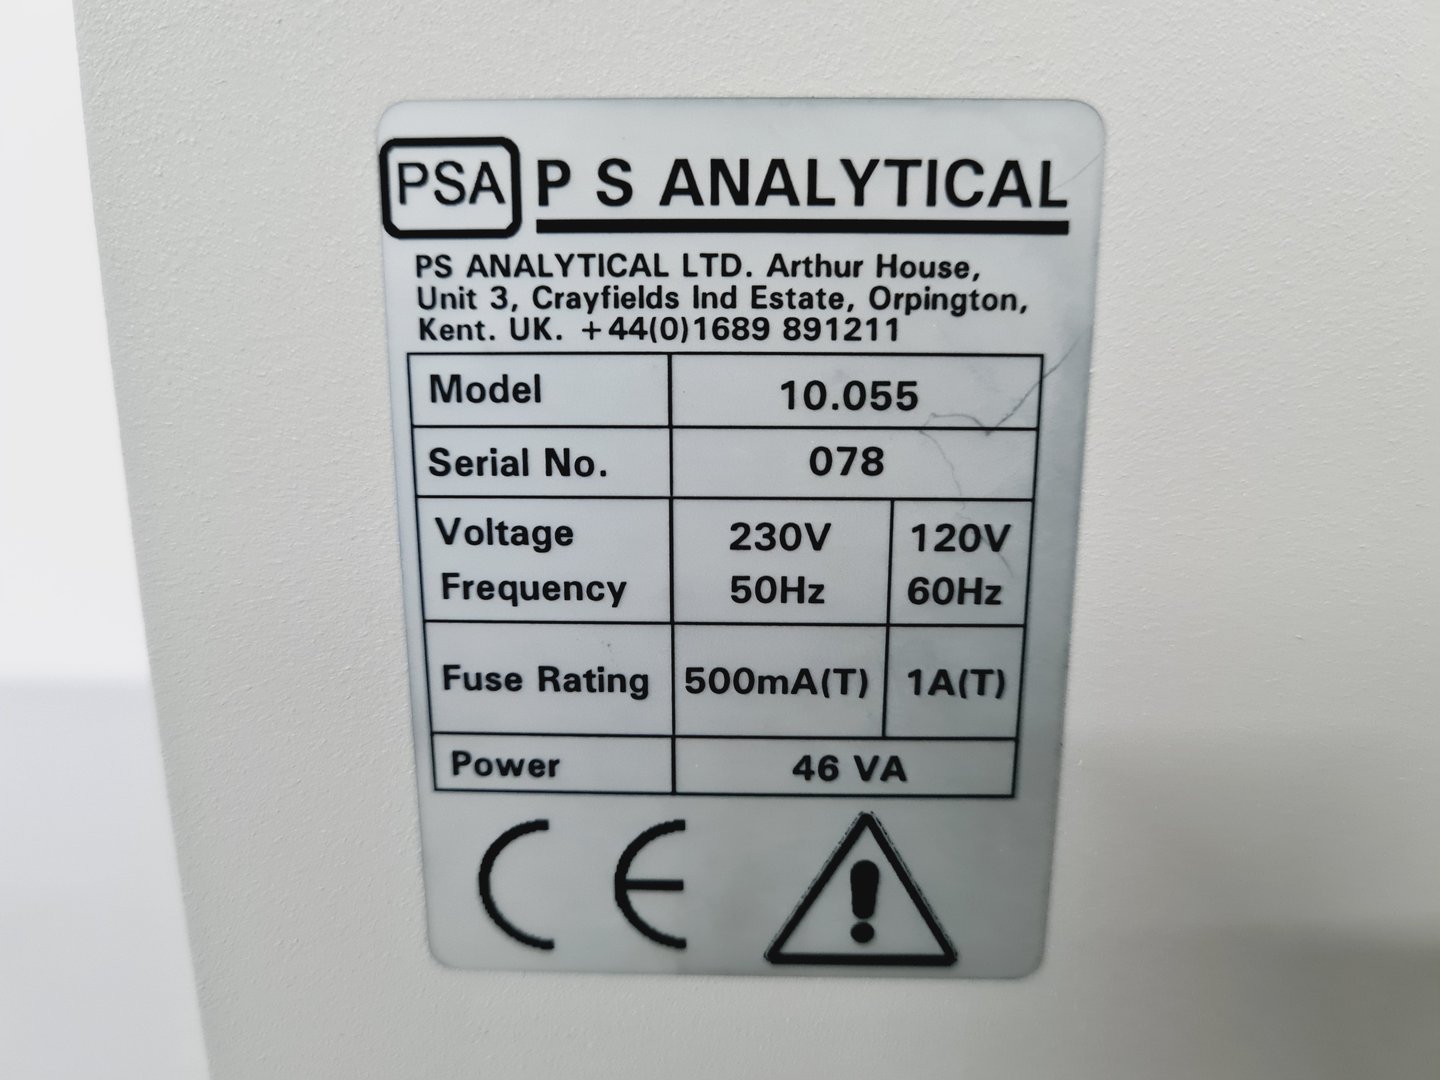 PSA P S ANALYTICAL
PS ANALYTICAL LTD. Arthur House,
Unit 3, Crayfields Ind Estate, Orpington,
Kent. UK. +44(0)1689 891211
Model 10.055
Serial No. 078
Voltage 230V 120V
Frequency 50Hz 60Hz
Fuse Rating 500mA(T) 1A(T)
Power 46 VA
CE